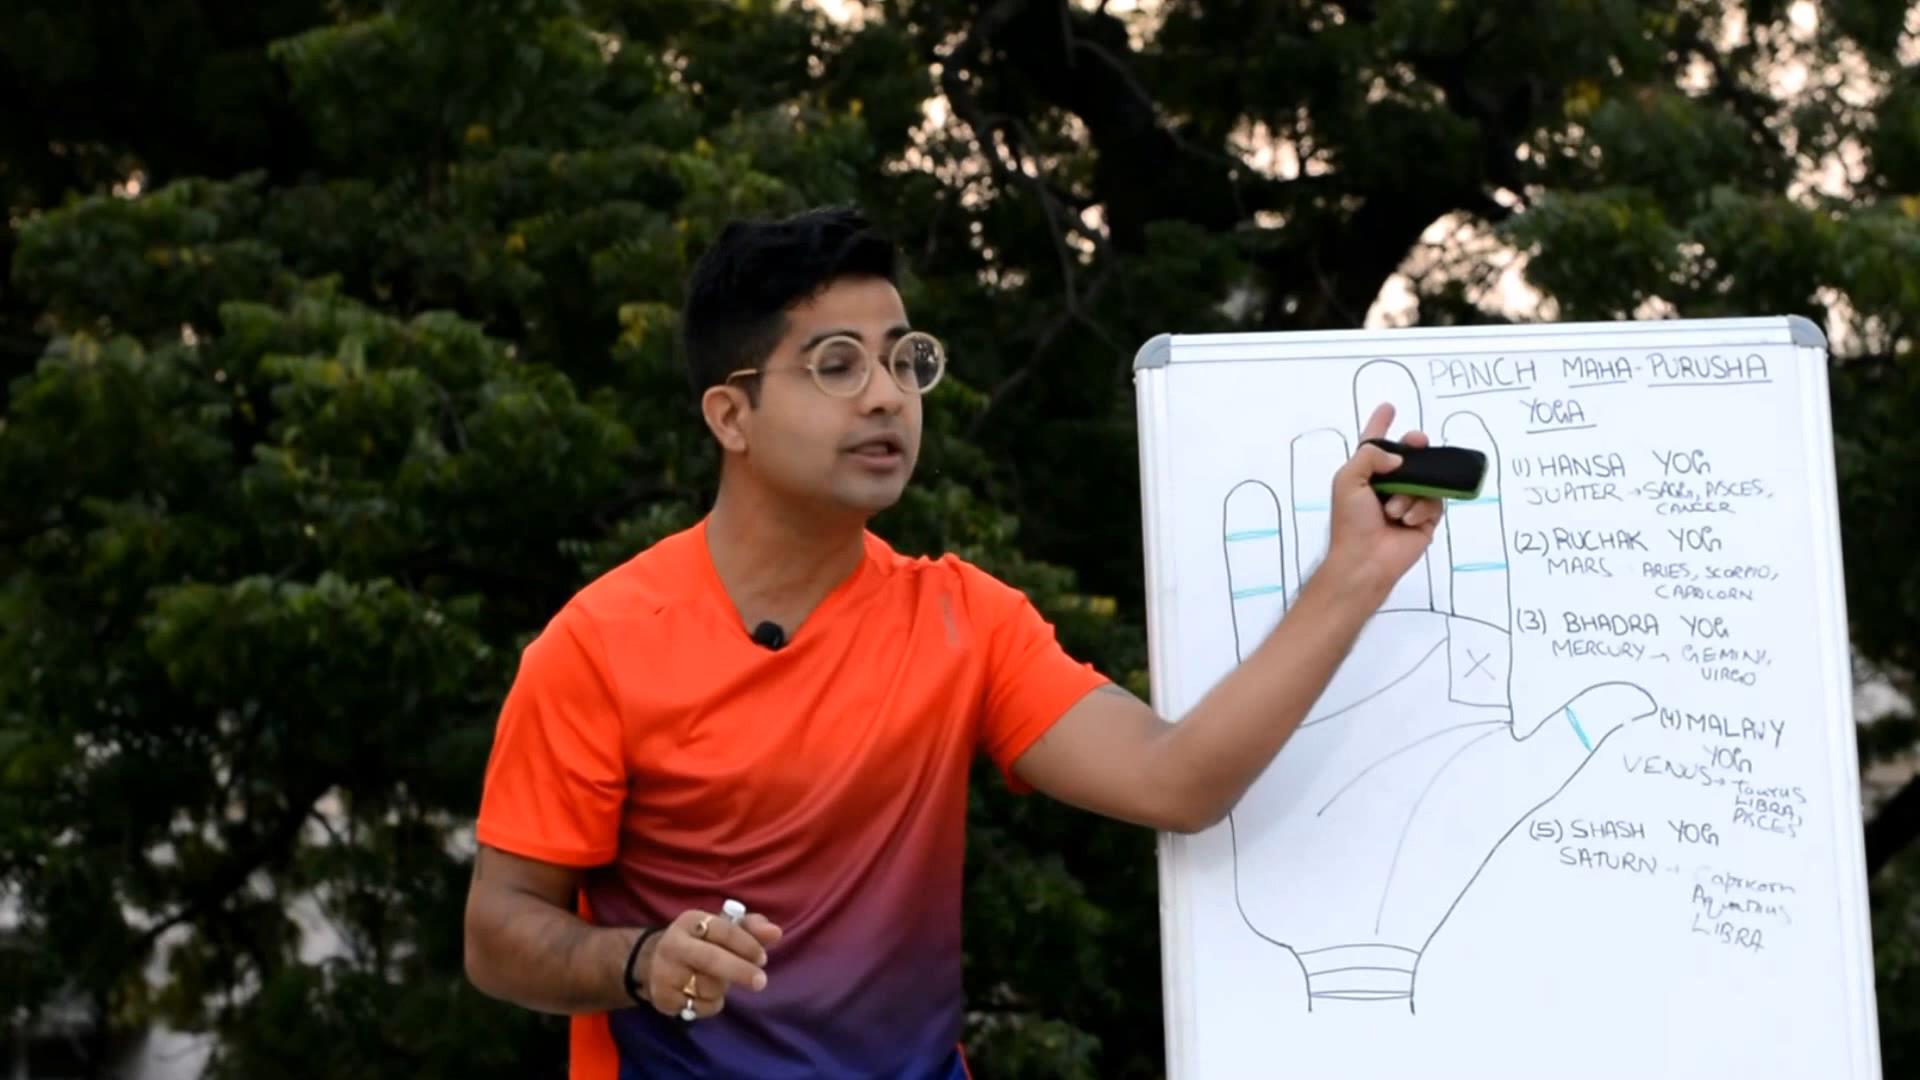 PANCH MAHA-PURUSHA
YOGA
(1) HANSA YOG
JUPITER → SAGI, PISCES,
CANCER
(2) RUCHAK YOG
MARS ARIES, SCORPIO,
CAPRICORN
(3) BHADRA YOG
MERCURY → GEMINI,
VIRGO
X
(4) MALAVY
YOG
VENUS → Taurus
LIBRA,
PISCES
(5) SHASH YOG
SATURN → Capricorn
Aquarius
LIBRA